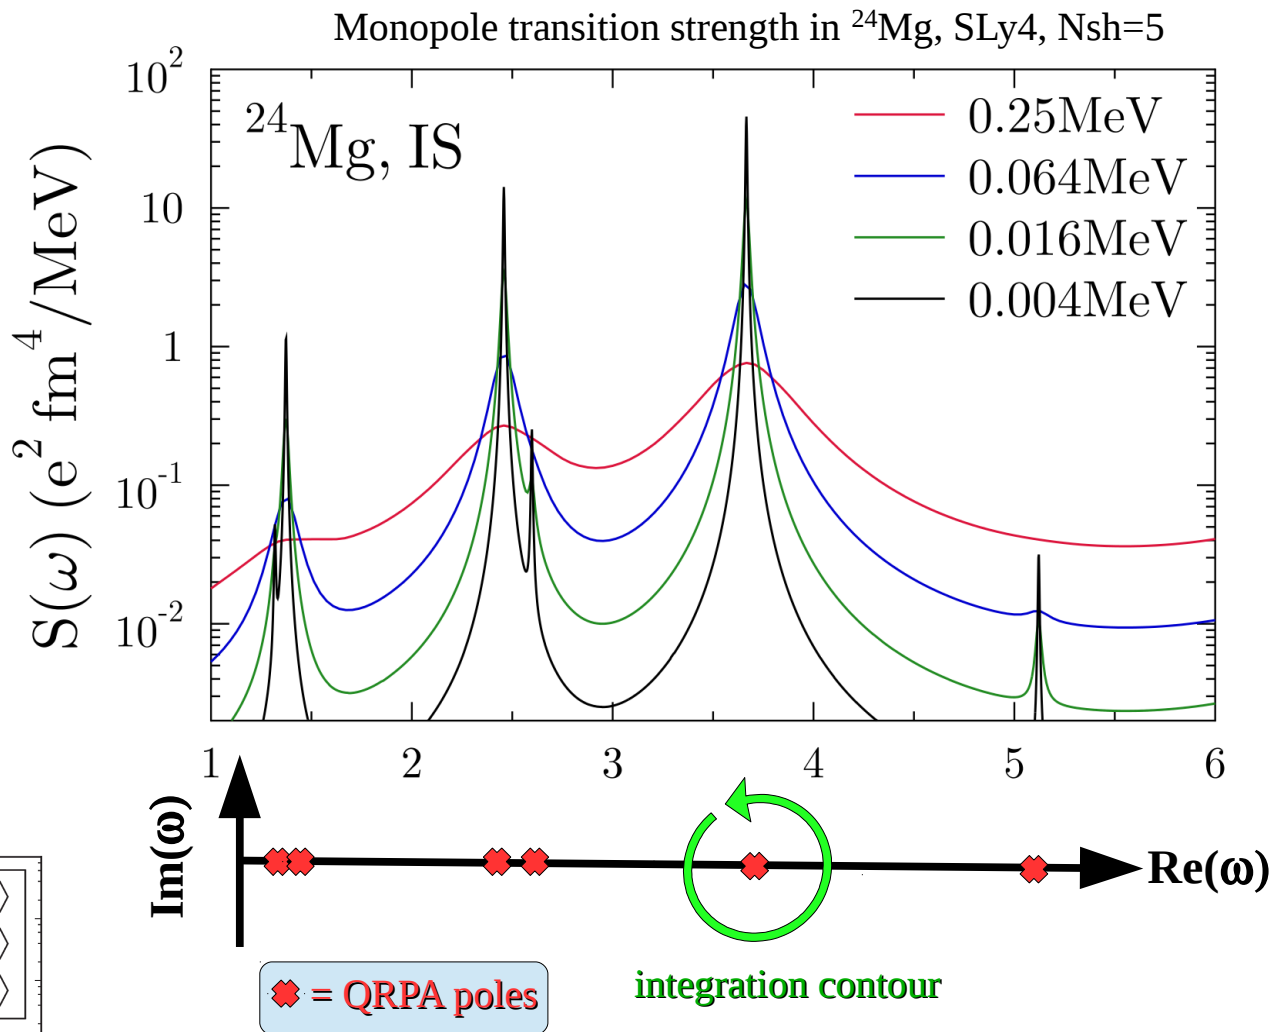 Monopole transition strength in ²⁴Mg, SLy4, Nsh=5
10²
10
1
10⁻¹
10⁻²
S(ω) (e² fm⁴/MeV)
²⁴Mg, IS
0.25MeV
0.064MeV
0.016MeV
0.004MeV
1 2 3 4 5 6
Im(ω)
Re(ω)
= QRPA poles
integration contour